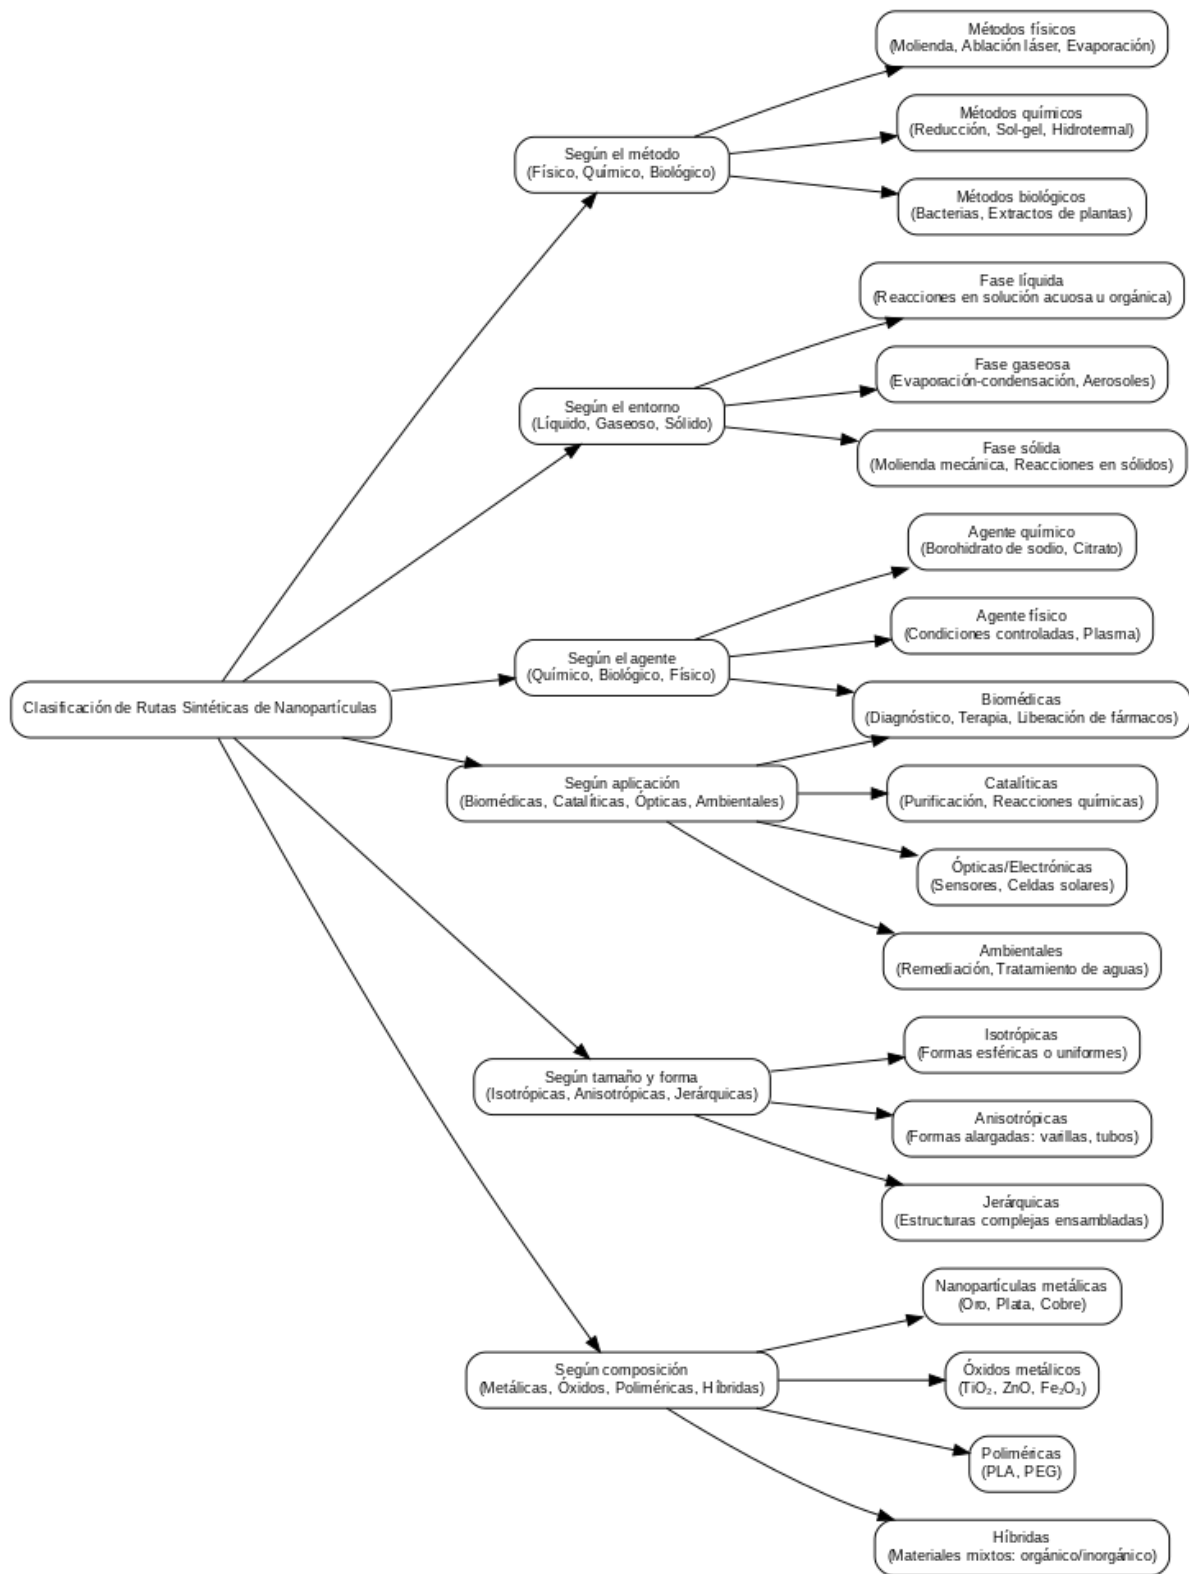 Métodos físicos
(Molienda, Ablación láser, Evaporación)
Métodos químicos
(Reducción, Sol-gel, Hidrotermal)
Según el método
(Físico, Químico, Biológico)
Métodos biológicos
(Bacterias, Extractos de plantas)
Fase líquida
(Reacciones en solución acuosa u orgánica)
Fase gaseosa
(Evaporación-condensación, Aerosoles)
Según el entorno
(Líquido, Gaseoso, Sólido)
Fase sólida
(Molienda mecánica, Reacciones en sólidos)
Agente químico
(Borohidrato de sodio, Citrato)
Agente físico
(Condiciones controladas, Plasma)
Según el agente
(Químico, Biológico, Físico)
Clasificación de Rutas Sintéticas de Nanopartículas
Biomédicas
(Diagnóstico, Terapia, Liberación de fármacos)
Según aplicación
(Biomédicas, Catalíticas, Ópticas, Ambientales)
Catalíticas
(Purificación, Reacciones químicas)
Ópticas/Electrónicas
(Sensores, Celdas solares)
Ambientales
(Remediación, Tratamiento de aguas)
Isotrópicas
(Formas esféricas o uniformes)
Según tamaño y forma
(Isotrópicas, Anisotrópicas, Jerárquicas)
Anisotrópicas
(Formas alargadas: varillas, tubos)
Jerárquicas
(Estructuras complejas ensambladas)
Nanopartículas metálicas
(Oro, Plata, Cobre)
Según composición
(Metálicas, Óxidos, Poliméricas, Híbridas)
Óxidos metálicos
(TiO₂, ZnO, Fe₂O₃)
Poliméricas
(PLA, PEG)
Híbridas
(Materiales mixtos: orgánico/inorgánico)